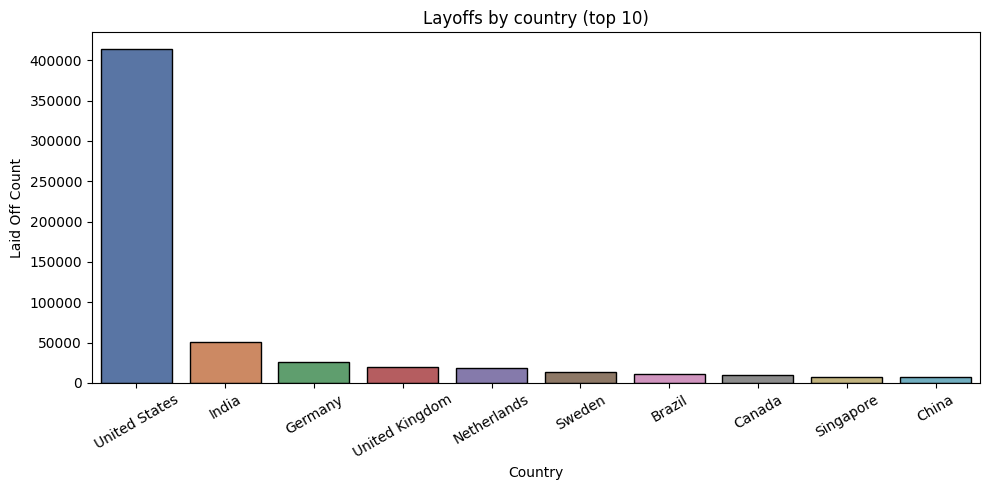 Layoffs by country (top 10)
Laid Off Count
400000
350000
300000
250000
200000
150000
100000
50000
0
United States
India
Germany
United Kingdom
Netherlands
Sweden
Brazil
Canada
Singapore
China
Country